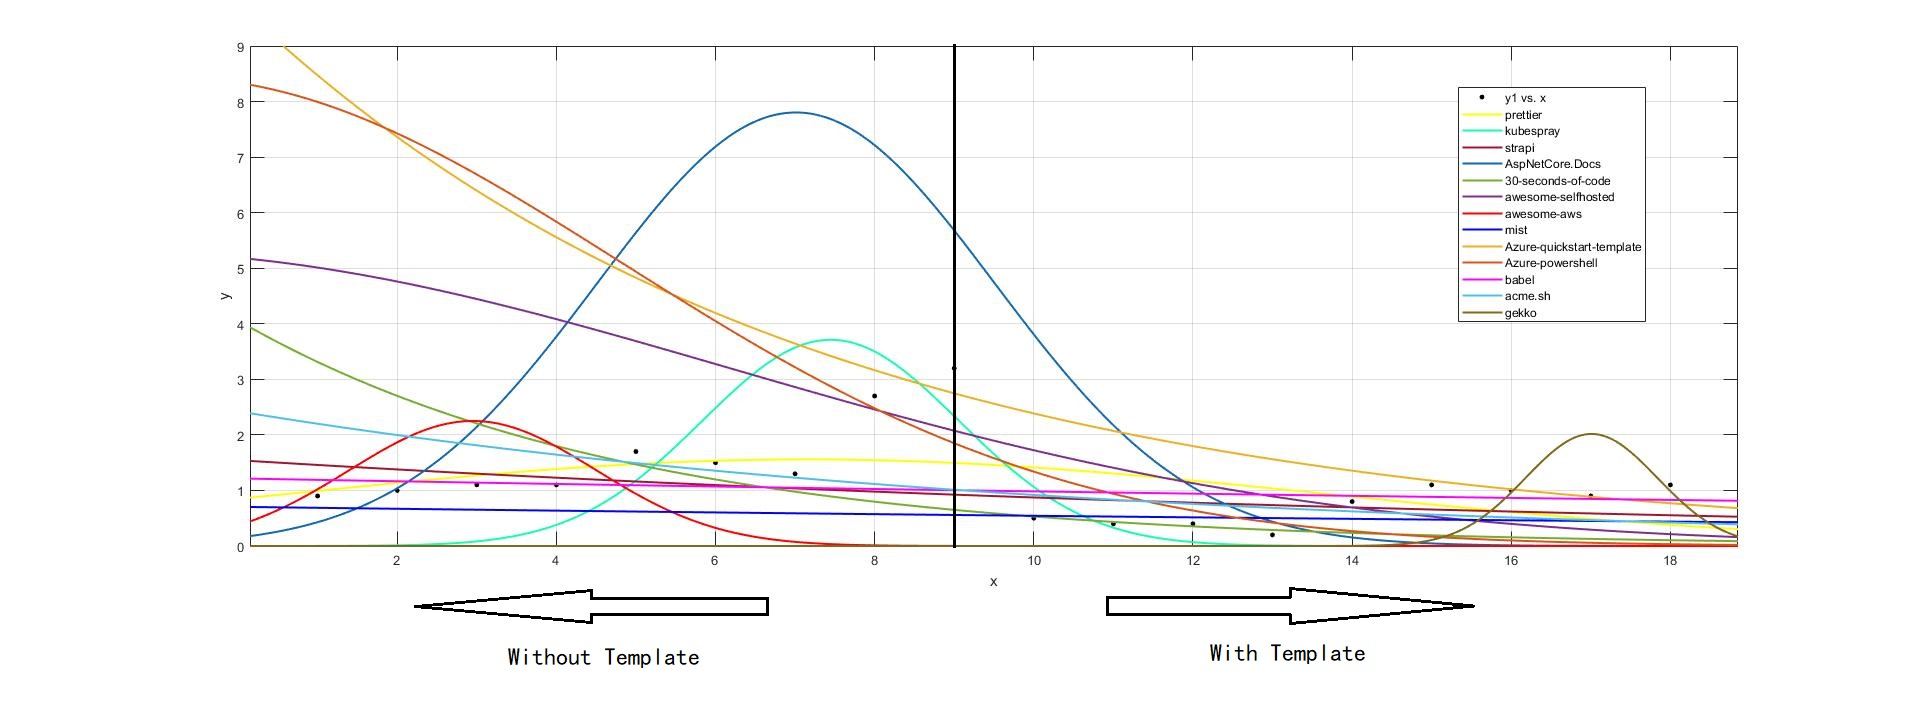 9
8
7
6
5
4
3
2
1
0
y
2 4 6 8 10 12 14 16 18
x
y1 vs. x
prettier
kubespray
strapi
AspNetCore.Docs
30-seconds-of-code
awesome-selfhosted
awesome-aws
mist
Azure-quickstart-template
Azure-powershell
babel
acme.sh
gekko
Without Template
With Template